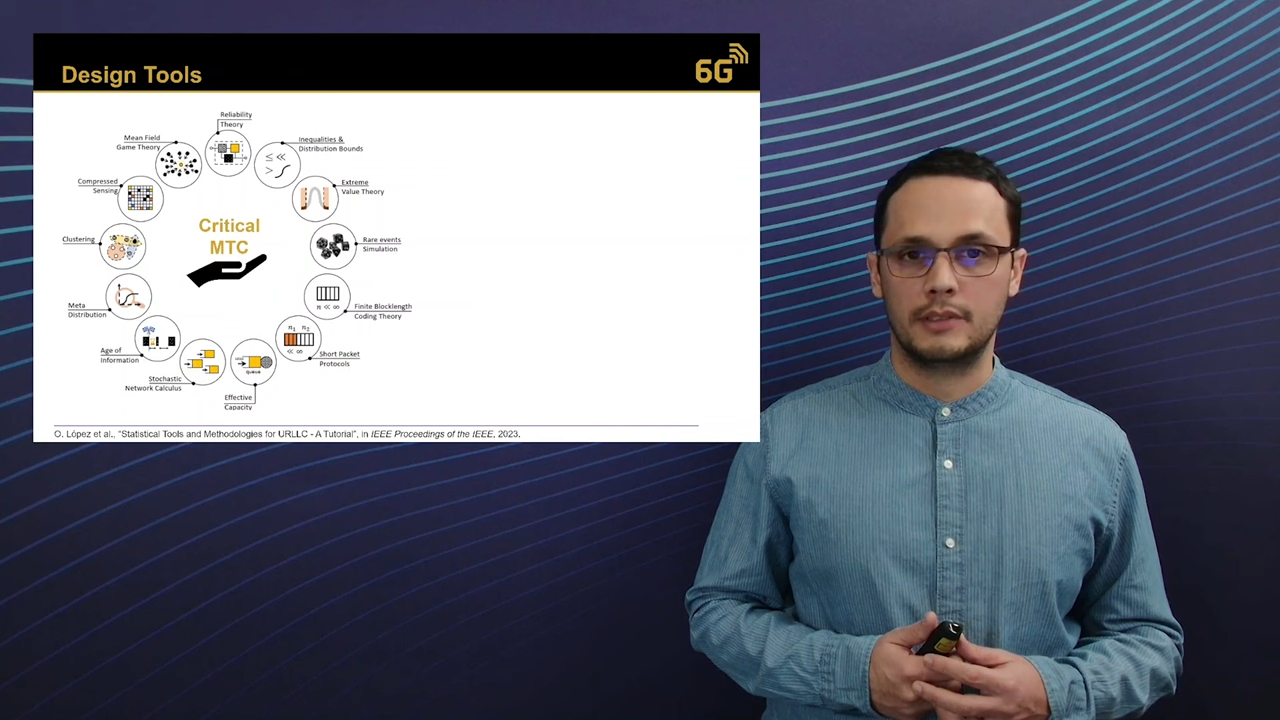 Design Tools
6G
Reliability
Theory
Mean Field
Game Theory
Inequalities &
Distribution Bounds
≤ ≪
>
Compressed
Sensing
Extreme
Value Theory
Critical
MTC
Clustering
Rare events
Simulation
Meta
Distribution
n ≪ ∞
Finite Blocklength
Coding Theory
n₁ n₂
≪ ∞
Short Packet
Protocols
Age of
Information
Stochastic
Network Calculus
queue
Effective
Capacity
O. López et al., "Statistical Tools and Methodologies for URLLC - A Tutorial", in IEEE Proceedings of the IEEE, 2023.